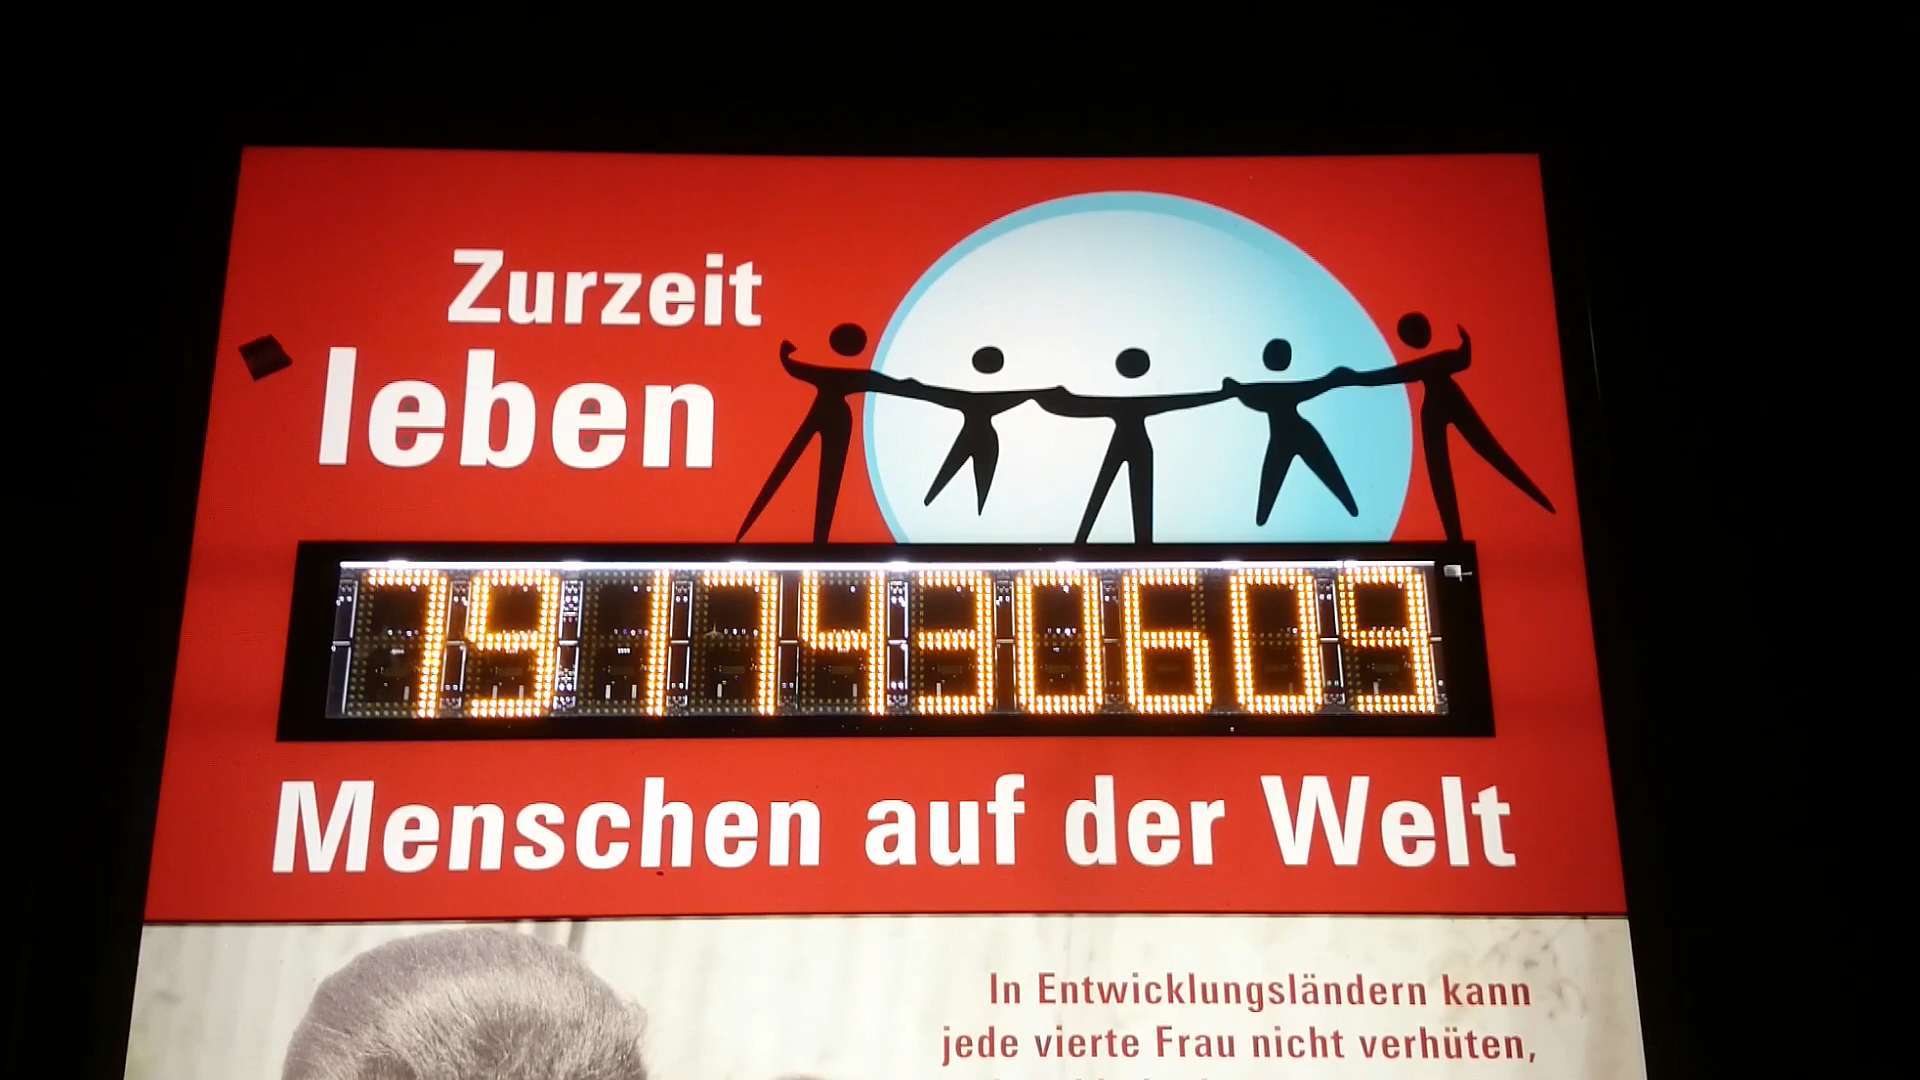 Zurzeit
leben
7917430609
Menschen auf der Welt
In Entwicklungsländern kann
jede vierte Frau nicht verhüten,